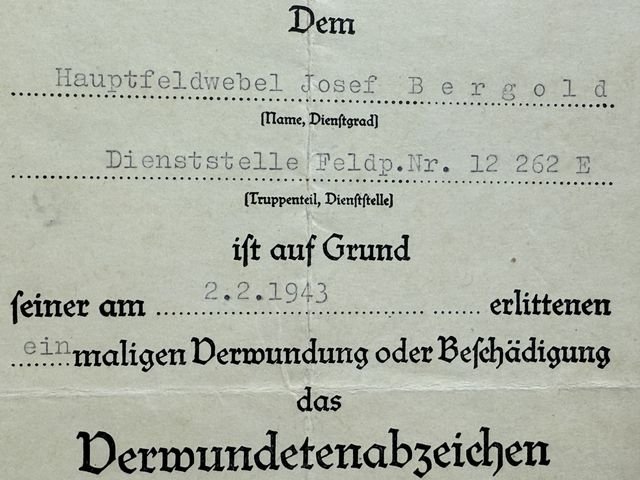 Dem
Hauptfeldwebel Josef B e r g o l d
(Name, Dienstgrad)
Dienststelle Feldp.Nr. 12 262 E
(Truppenteil, Dienststelle)
ist auf Grund
seiner am 2.2.1943 erlittenen
einmaligen Verwundung oder Beschädigung
das
Verwundetenabzeichen